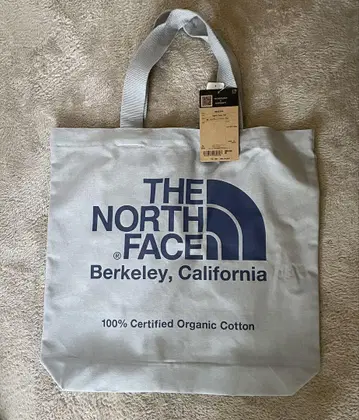 THE
NORTH
FACE
®
Berkeley, California
100% Certified Organic Cotton